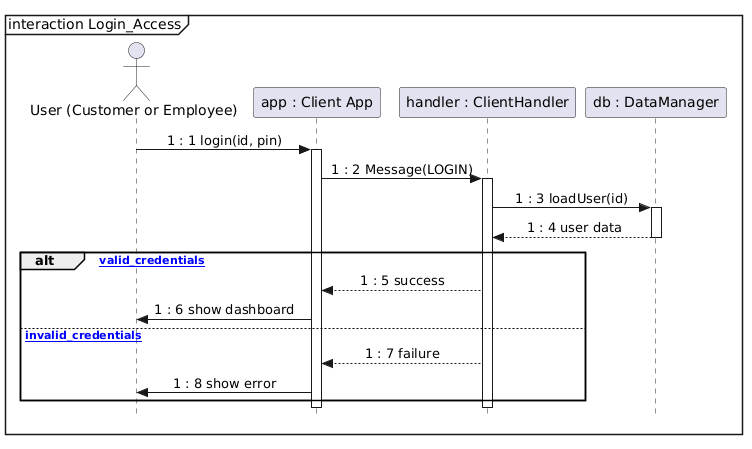 interaction Login_Access
User (Customer or Employee)
app : Client App
handler : ClientHandler
db : DataManager
1 : 1 login(id, pin)
1 : 2 Message(LOGIN)
1 : 3 loadUser(id)
1 : 4 user data
alt valid_credentials
1 : 5 success
1 : 6 show dashboard
invalid_credentials
1 : 7 failure
1 : 8 show error